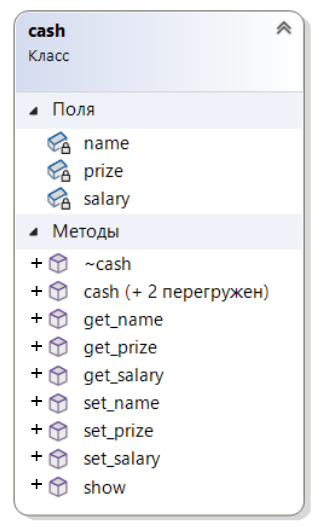 cash
Класс
Поля
name
prize
salary
Методы
+ ~cash
+ cash (+ 2 перегружен)
+ get_name
+ get_prize
+ get_salary
+ set_name
+ set_prize
+ set_salary
+ show